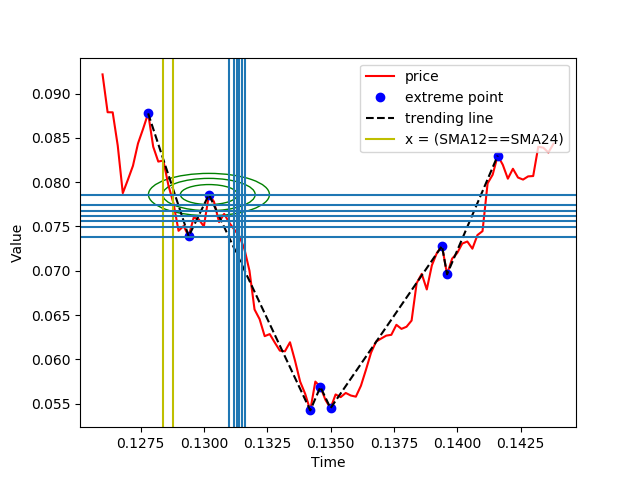 price
extreme point
trending line
x = (SMA12==SMA24)
0.090
0.085
0.080
0.075
0.070
0.065
0.060
0.055
Value
0.1275
0.1300
0.1325
0.1350
0.1375
0.1400
0.1425
Time